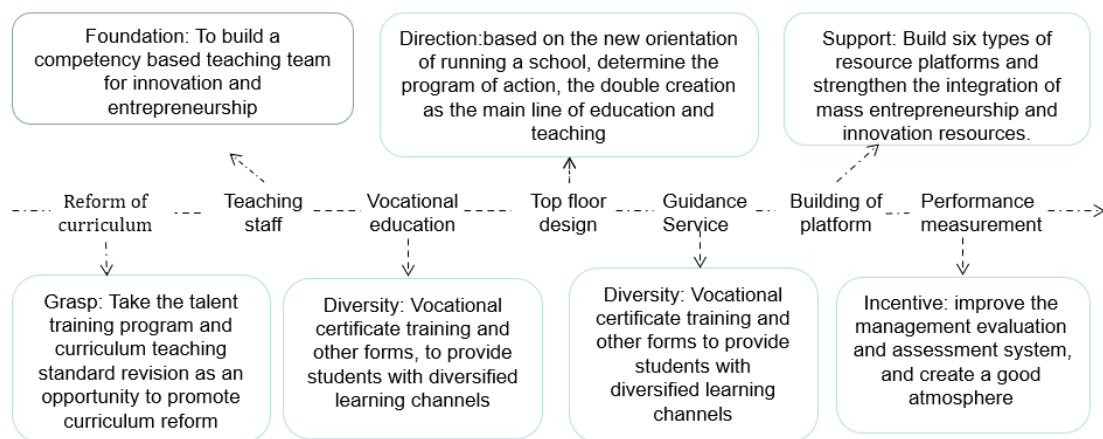 Foundation: To build a
competency based teaching team
for innovation and
entrepreneurship
Direction:based on the new orientation
of running a school, determine the
program of action, the double creation
as the main line of education and
teaching
Support: Build six types of
resource platforms and
strengthen the integration of
mass entrepreneurship and
innovation resources.
Reform of
curriculum
Teaching
staff
Vocational
education
Top floor
design
Guidance
Service
Building of
platform
Performance
measurement
Grasp: Take the talent
training program and
curriculum teaching
standard revision as an
opportunity to promote
curriculum reform
Diversity: Vocational
certificate training and
other forms, to provide
students with diversified
learning channels
Diversity: Vocational
certificate training and
other forms to provide
students with
diversified learning
channels
Incentive: improve the
management evaluation
and assessment system,
and create a good
atmosphere